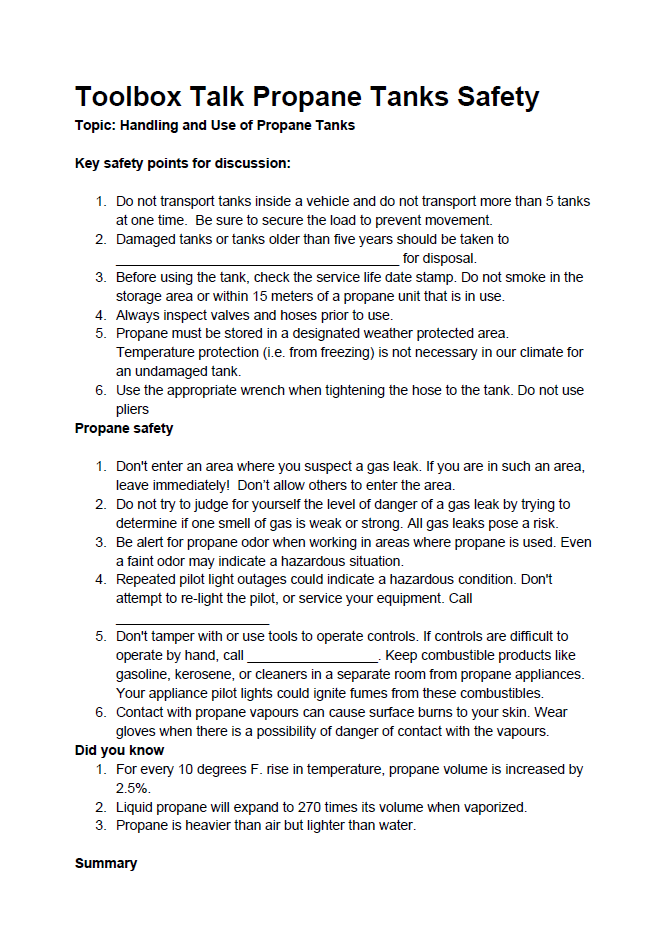 Toolbox Talk Propane Tanks Safety
Topic: Handling and Use of Propane Tanks
Key safety points for discussion:
1. Do not transport tanks inside a vehicle and do not transport more than 5 tanks
at one time.  Be sure to secure the load to prevent movement.
2. Damaged tanks or tanks older than five years should be taken to
_____________________________________ for disposal.
3. Before using the tank, check the service life date stamp. Do not smoke in the
storage area or within 15 meters of a propane unit that is in use.
4. Always inspect valves and hoses prior to use.
5. Propane must be stored in a designated weather protected area.
Temperature protection (i.e. from freezing) is not necessary in our climate for
an undamaged tank.
6. Use the appropriate wrench when tightening the hose to the tank. Do not use
pliers
Propane safety
1. Don't enter an area where you suspect a gas leak. If you are in such an area,
leave immediately!  Don’t allow others to enter the area.
2. Do not try to judge for yourself the level of danger of a gas leak by trying to
determine if one smell of gas is weak or strong. All gas leaks pose a risk.
3. Be alert for propane odor when working in areas where propane is used. Even
a faint odor may indicate a hazardous situation.
4. Repeated pilot light outages could indicate a hazardous condition. Don't
attempt to re-light the pilot, or service your equipment. Call
____________________
5. Don't tamper with or use tools to operate controls. If controls are difficult to
operate by hand, call _________________. Keep combustible products like
gasoline, kerosene, or cleaners in a separate room from propane appliances.
Your appliance pilot lights could ignite fumes from these combustibles.
6. Contact with propane vapours can cause surface burns to your skin. Wear
gloves when there is a possibility of danger of contact with the vapours.
Did you know
1. For every 10 degrees F. rise in temperature, propane volume is increased by
2.5%.
2. Liquid propane will expand to 270 times its volume when vaporized.
3. Propane is heavier than air but lighter than water.
Summary